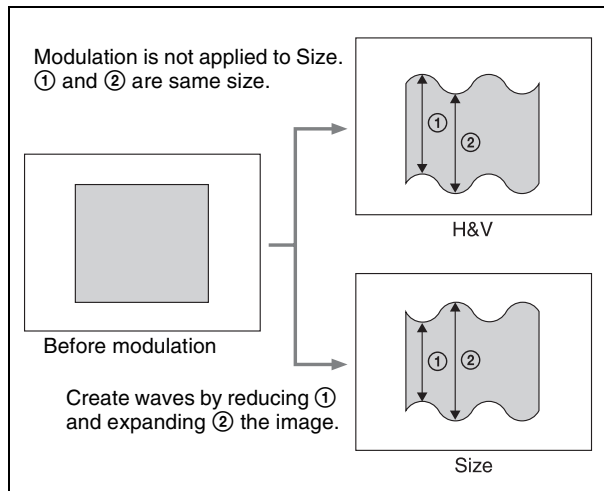 Modulation is not applied to Size.
① and ② are same size.
①
②
H&V
Before modulation
Create waves by reducing ①
and expanding ② the image.
①
②
Size